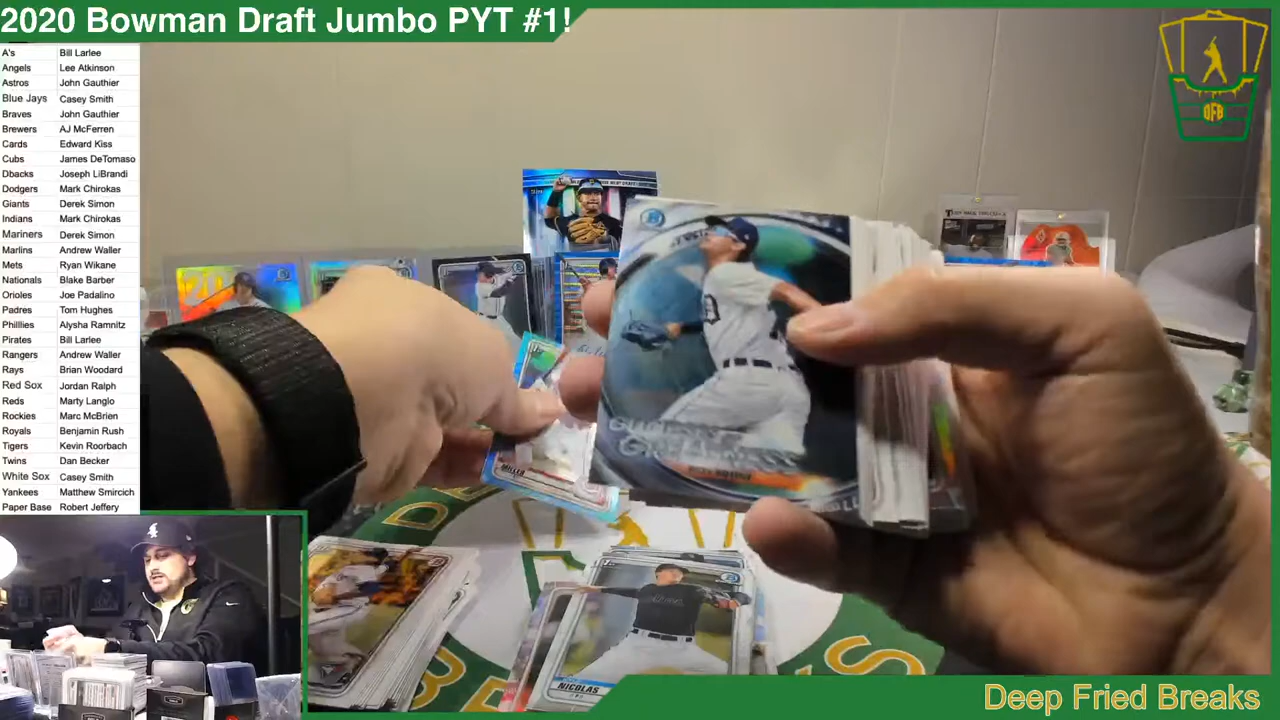 2020 Bowman Draft Jumbo PYT #1!
A's Bill Larlee
Angels Lee Atkinson
Astros John Gauthier
Blue Jays Casey Smith
Braves John Gauthier
Brewers AJ McFerren
Cards Edward Kiss
Cubs James DeTomaso
Dbacks Joseph LiBrandi
Dodgers Mark Chirokas
Giants Derek Simon
Indians Mark Chirokas
Mariners Derek Simon
Marlins Andrew Waller
Mets Ryan Wikane
Nationals Blake Barber
Orioles Joe Padalino
Padres Tom Hughes
Phillies Alysha Ramnitz
Pirates Bill Larlee
Rangers Andrew Waller
Rays Brian Woodard
Red Sox Jordan Ralph
Reds Marty Langlo
Rockies Marc McBrien
Royals Benjamin Rush
Tigers Kevin Roorbach
Twins Dan Becker
White Sox Casey Smith
Yankees Matthew Smircich
Paper Base Robert Jeffery
DFB
MILLER
NICOLAS
Deep Fried Breaks